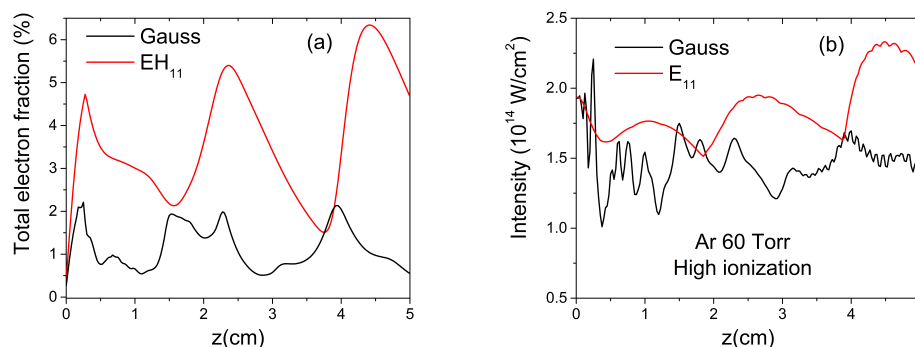 Gauss
EH11
(a)
Total electron fraction (%)
6
5
4
3
2
1
0
0 1 2 3 4 5
z(cm)
Gauss
E11
(b)
Intensity (10^14 W/cm^2)
2.5
2.0
1.5
1.0
0.5
Ar 60 Torr
High ionization
0 1 2 3 4 5
z(cm)